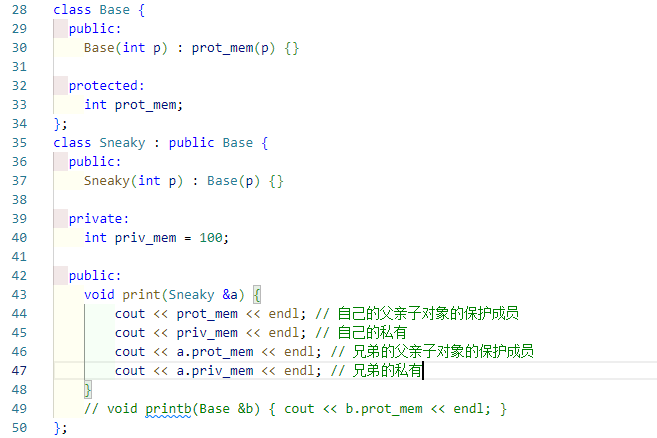 28 class Base {
29 public:
30 Base(int p) : prot_mem(p) {}
31
32 protected:
33 int prot_mem;
34 };
35 class Sneaky : public Base {
36 public:
37 Sneaky(int p) : Base(p) {}
38
39 private:
40 int priv_mem = 100;
41
42 public:
43 void print(Sneaky &a) {
44 cout << prot_mem << endl; // 自己的父亲子对象的保护成员
45 cout << priv_mem << endl; // 自己的私有
46 cout << a.prot_mem << endl; // 兄弟的父亲子对象的保护成员
47 cout << a.priv_mem << endl; // 兄弟的私有
48 }
49 // void printb(Base &b) { cout << b.prot_mem << endl; }
50 };